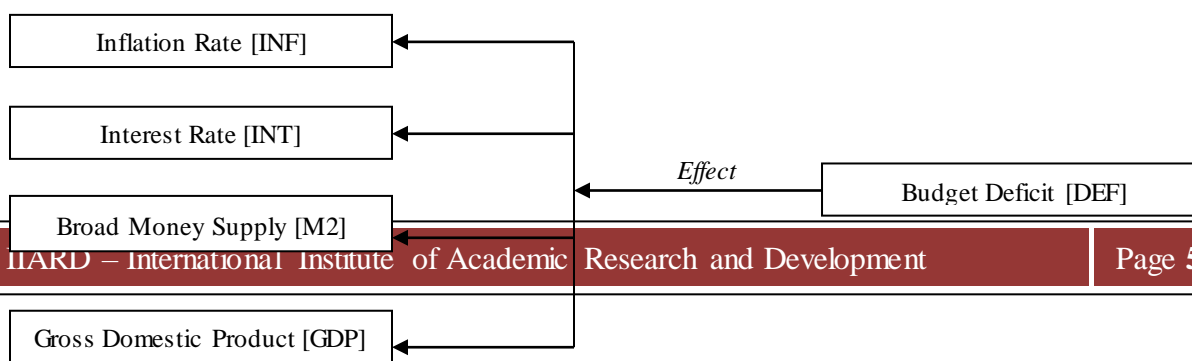 Inflation Rate [INF]
Interest Rate [INT]
Effect
Budget Deficit [DEF]
Broad Money Supply [M2]
IIARD – International Institute of Academic Research and Development
Page 5
Gross Domestic Product [GDP]